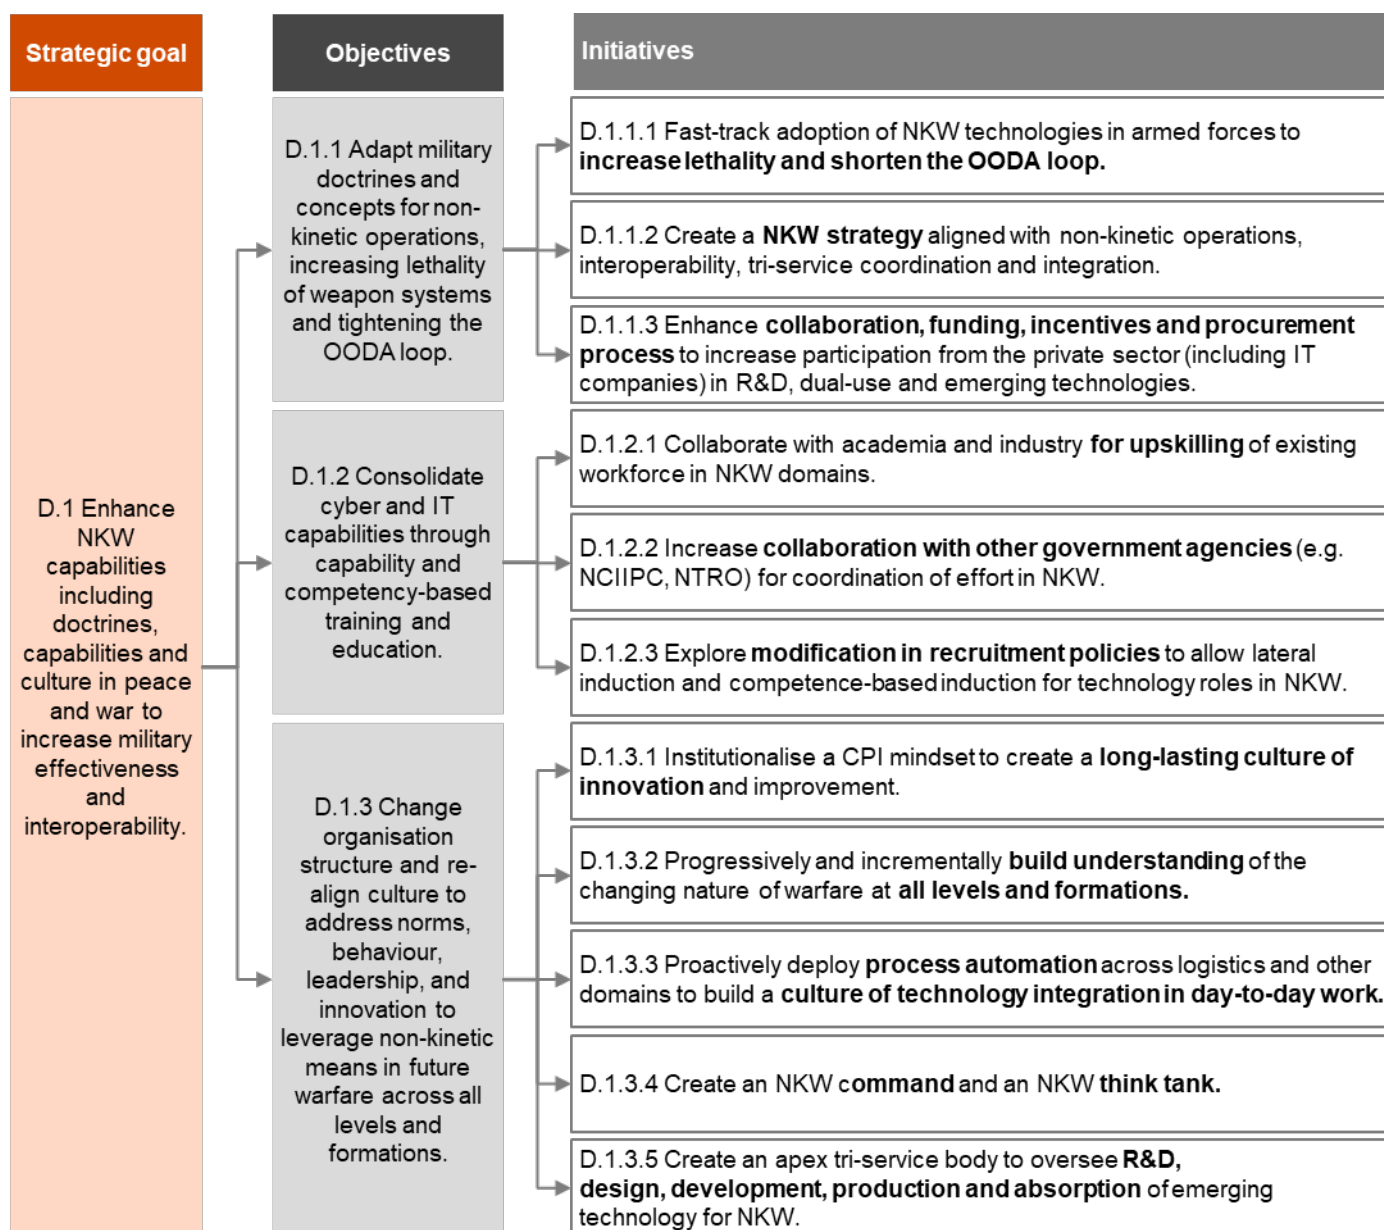 Strategic goal
Objectives
Initiatives
D.1 Enhance
NKW
capabilities
including
doctrines,
capabilities and
culture in peace
and war to
increase military
effectiveness
and
interoperability.
D.1.1 Adapt military
doctrines and
concepts for non-
kinetic operations,
increasing lethality
of weapon systems
and tightening the
OODA loop.
D.1.1.1 Fast-track adoption of NKW technologies in armed forces to
increase lethality and shorten the OODA loop.
D.1.1.2 Create a NKW strategy aligned with non-kinetic operations,
interoperability, tri-service coordination and integration.
D.1.1.3 Enhance collaboration, funding, incentives and procurement
process to increase participation from the private sector (including IT
companies) in R&D, dual-use and emerging technologies.
D.1.2 Consolidate
cyber and IT
capabilities through
capability and
competency-based
training and
education.
D.1.2.1 Collaborate with academia and industry for upskilling of existing
workforce in NKW domains.
D.1.2.2 Increase collaboration with other government agencies (e.g.
NCIIPC, NTRO) for coordination of effort in NKW.
D.1.2.3 Explore modification in recruitment policies to allow lateral
induction and competence-based induction for technology roles in NKW.
D.1.3 Change
organisation
structure and re-
align culture to
address norms,
behaviour,
leadership, and
innovation to
leverage non-kinetic
means in future
warfare across all
levels and
formations.
D.1.3.1 Institutionalise a CPI mindset to create a long-lasting culture of
innovation and improvement.
D.1.3.2 Progressively and incrementally build understanding of the
changing nature of warfare at all levels and formations.
D.1.3.3 Proactively deploy process automation across logistics and other
domains to build a culture of technology integration in day-to-day work.
D.1.3.4 Create an NKW command and an NKW think tank.
D.1.3.5 Create an apex tri-service body to oversee R&D,
design, development, production and absorption of emerging
technology for NKW.